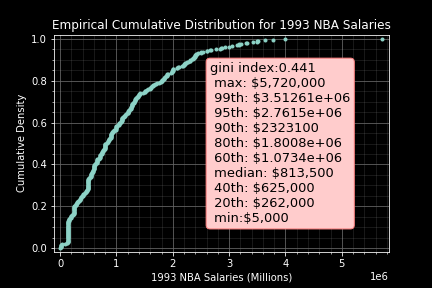 Empirical Cumulative Distribution for 1993 NBA Salaries
1.0
0.8
0.6
0.4
0.2
0.0
Cumulative Density
gini index:0.441
max: $5,720,000
99th: $3.51261e+06
95th: $2.7615e+06
90th: $2323100
80th: $1.8008e+06
60th: $1.0734e+06
median: $813,500
40th: $625,000
20th: $262,000
min:$5,000
0 1 2 3 4 5
1e6
1993 NBA Salaries (Millions)